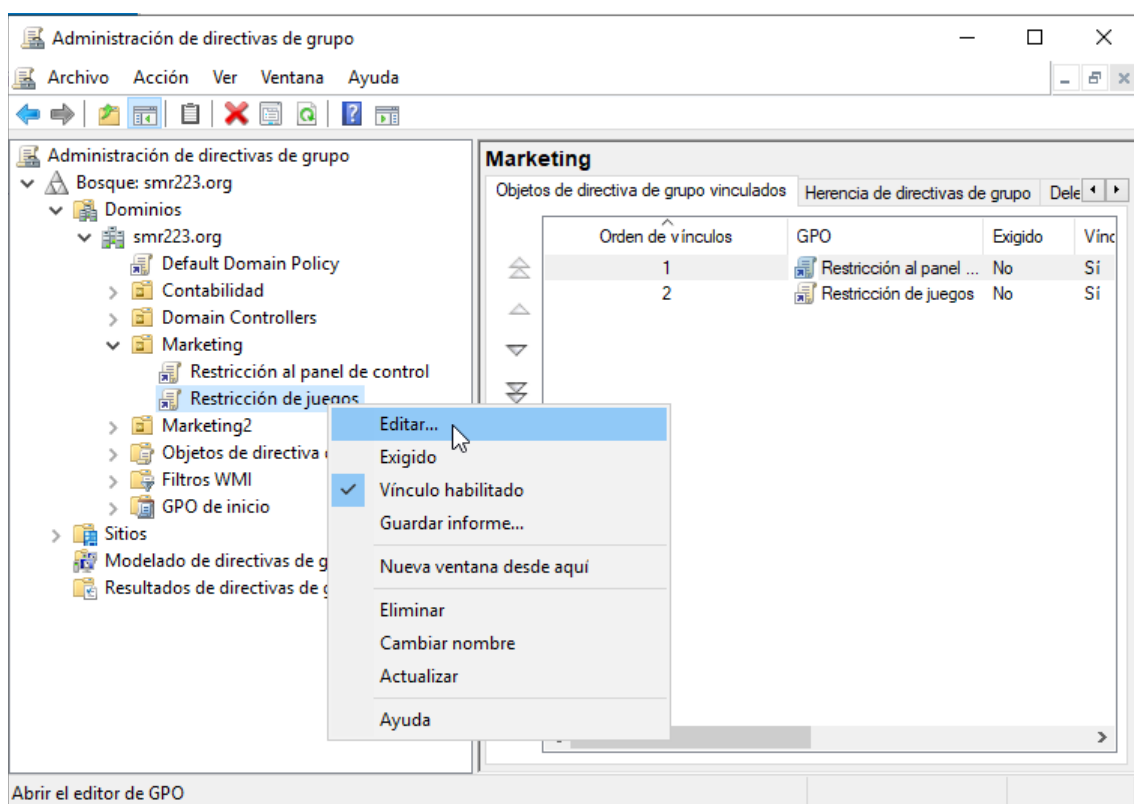 Administración de directivas de grupo
Archivo Acción Ver Ventana Ayuda
Administración de directivas de grupo
Bosque: smr223.org
Dominios
smr223.org
Default Domain Policy
Contabilidad
Domain Controllers
Marketing
Restricción al panel de control
Restricción de juegos
Marketing2
Objetos de directiva
Filtros WMI
GPO de inicio
Sitios
Modelado de directivas de g
Resultados de directivas de g
Editar...
Exigido
Vínculo habilitado
Guardar informe...
Nueva ventana desde aquí
Eliminar
Cambiar nombre
Actualizar
Ayuda
Marketing
Objetos de directiva de grupo vinculados Herencia de directivas de grupo Dele
Orden de vínculos GPO Exigido Vínc
1 Restricción al panel ... No Sí
2 Restricción de juegos No Sí
Abrir el editor de GPO